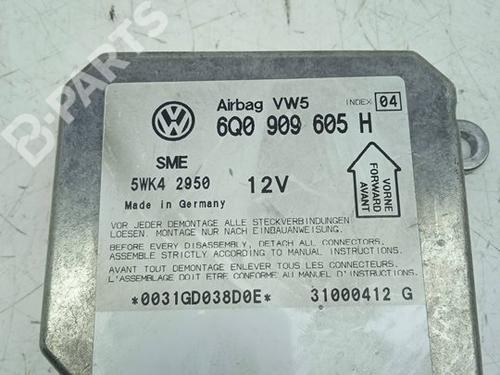 B-PARTS
Airbag VW5 INDEX 04
6Q0 909 605 H
SME
5WK4 2950 12V
Made in Germany
VORNE
FORWARD
AVANT
VOR JEDER DEMONTAGE ALLE STECKVERBINDUNGEN
LOESEN. MONTAGE NUR NACH EINBAUANWEISUNG.
BEFORE EVERY DISASSEMBLY, DETACH ALL CONNECTORS.
ASSEMBLE STRICTLY ACCORDING TO MANUAL INSTRUCTIONS.
AVANT TOUT DEMONTAGE ENLEVER TOUS LES CONNECTEURS.
L'ASSEMBLAGE DOIT ETRE CONFORME AU MANUEL D'INSTRUCTIONS.
*0031GD038D0E* 31000412 G